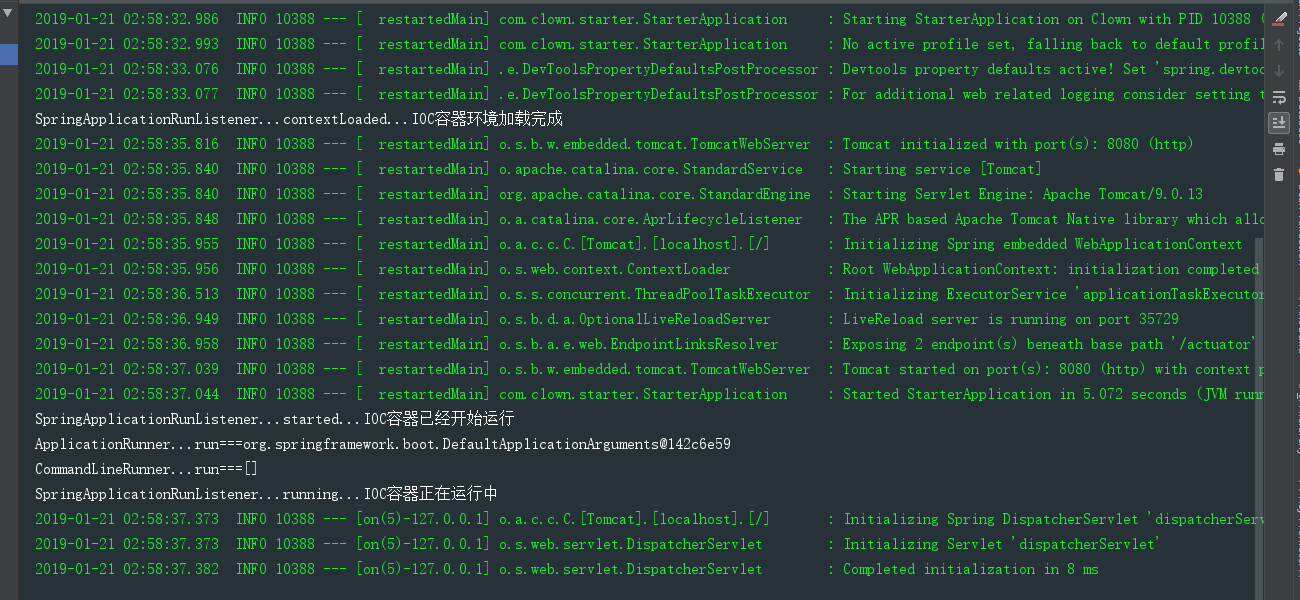 2019-01-21 02:58:32.986  INFO 10388 --- [  restartedMain] com.clown.starter.StarterApplication     : Starting StarterApplication on Clown with PID 10388 (
2019-01-21 02:58:32.993  INFO 10388 --- [  restartedMain] com.clown.starter.StarterApplication     : No active profile set, falling back to default profil
2019-01-21 02:58:33.076  INFO 10388 --- [  restartedMain] .e.DevToolsPropertyDefaultsPostProcessor : Devtools property defaults active! Set 'spring.devtoo
2019-01-21 02:58:33.077  INFO 10388 --- [  restartedMain] .e.DevToolsPropertyDefaultsPostProcessor : For additional web related logging consider setting t
SpringApplicationRunListener...contextLoaded...IOC容器环境加载完成
2019-01-21 02:58:35.816  INFO 10388 --- [  restartedMain] o.s.b.w.embedded.tomcat.TomcatWebServer  : Tomcat initialized with port(s): 8080 (http)
2019-01-21 02:58:35.840  INFO 10388 --- [  restartedMain] o.apache.catalina.core.StandardService   : Starting service [Tomcat]
2019-01-21 02:58:35.840  INFO 10388 --- [  restartedMain] org.apache.catalina.core.StandardEngine  : Starting Servlet Engine: Apache Tomcat/9.0.13
2019-01-21 02:58:35.848  INFO 10388 --- [  restartedMain] o.a.catalina.core.AprLifecycleListener   : The APR based Apache Tomcat Native library which allo
2019-01-21 02:58:35.955  INFO 10388 --- [  restartedMain] o.a.c.c.C.[Tomcat].[localhost].[/]       : Initializing Spring embedded WebApplicationContext
2019-01-21 02:58:35.956  INFO 10388 --- [  restartedMain] o.s.web.context.ContextLoader            : Root WebApplicationContext: initialization completed
2019-01-21 02:58:36.513  INFO 10388 --- [  restartedMain] o.s.s.concurrent.ThreadPoolTaskExecutor  : Initializing ExecutorService 'applicationTaskExecutor
2019-01-21 02:58:36.949  INFO 10388 --- [  restartedMain] o.s.b.d.a.OptionalLiveReloadServer       : LiveReload server is running on port 35729
2019-01-21 02:58:36.958  INFO 10388 --- [  restartedMain] o.s.b.a.e.web.EndpointLinksResolver      : Exposing 2 endpoint(s) beneath base path '/actuator'
2019-01-21 02:58:37.039  INFO 10388 --- [  restartedMain] o.s.b.w.embedded.tomcat.TomcatWebServer  : Tomcat started on port(s): 8080 (http) with context p
2019-01-21 02:58:37.044  INFO 10388 --- [  restartedMain] com.clown.starter.StarterApplication     : Started StarterApplication in 5.072 seconds (JVM runn
SpringApplicationRunListener...started...IOC容器已经开始运行
ApplicationRunner...run===org.springframework.boot.DefaultApplicationArguments@142c6e59
CommandLineRunner...run===[]
SpringApplicationRunListener...running...IOC容器正在运行中
2019-01-21 02:58:37.373  INFO 10388 --- [on(5)-127.0.0.1] o.a.c.c.C.[Tomcat].[localhost].[/]       : Initializing Spring DispatcherServlet 'dispatcherServ
2019-01-21 02:58:37.373  INFO 10388 --- [on(5)-127.0.0.1] o.s.web.servlet.DispatcherServlet        : Initializing Servlet 'dispatcherServlet'
2019-01-21 02:58:37.382  INFO 10388 --- [on(5)-127.0.0.1] o.s.web.servlet.DispatcherServlet        : Completed initialization in 8 ms